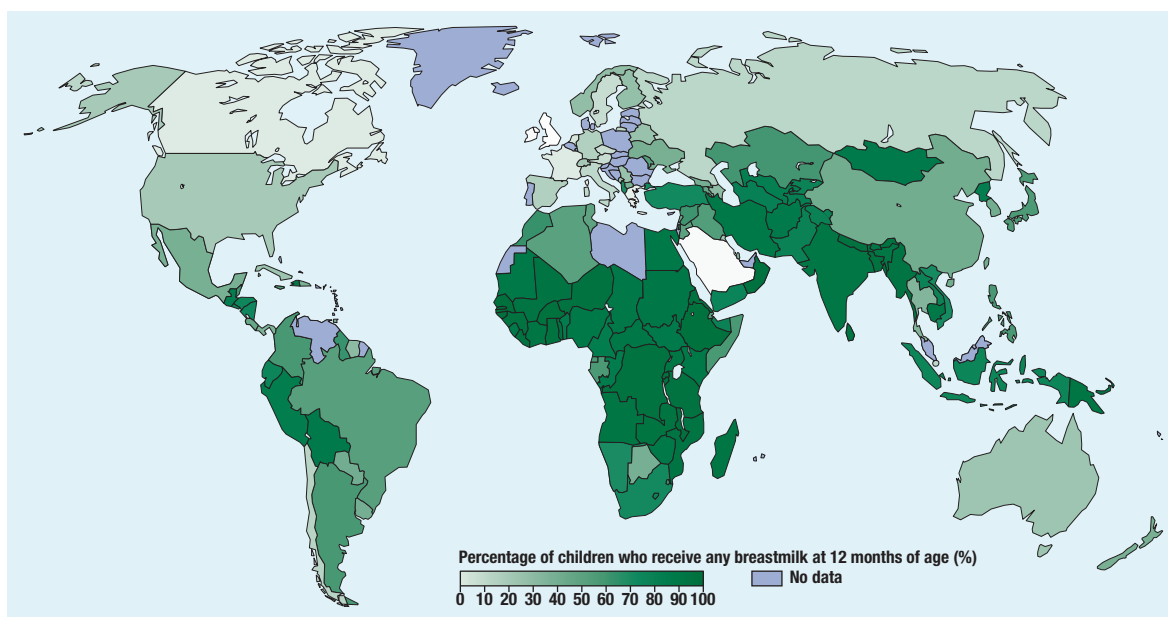 Percentage of children who receive any breastmilk at 12 months of age (%)
No data
0 10 20 30 40 50 60 70 80 90 100